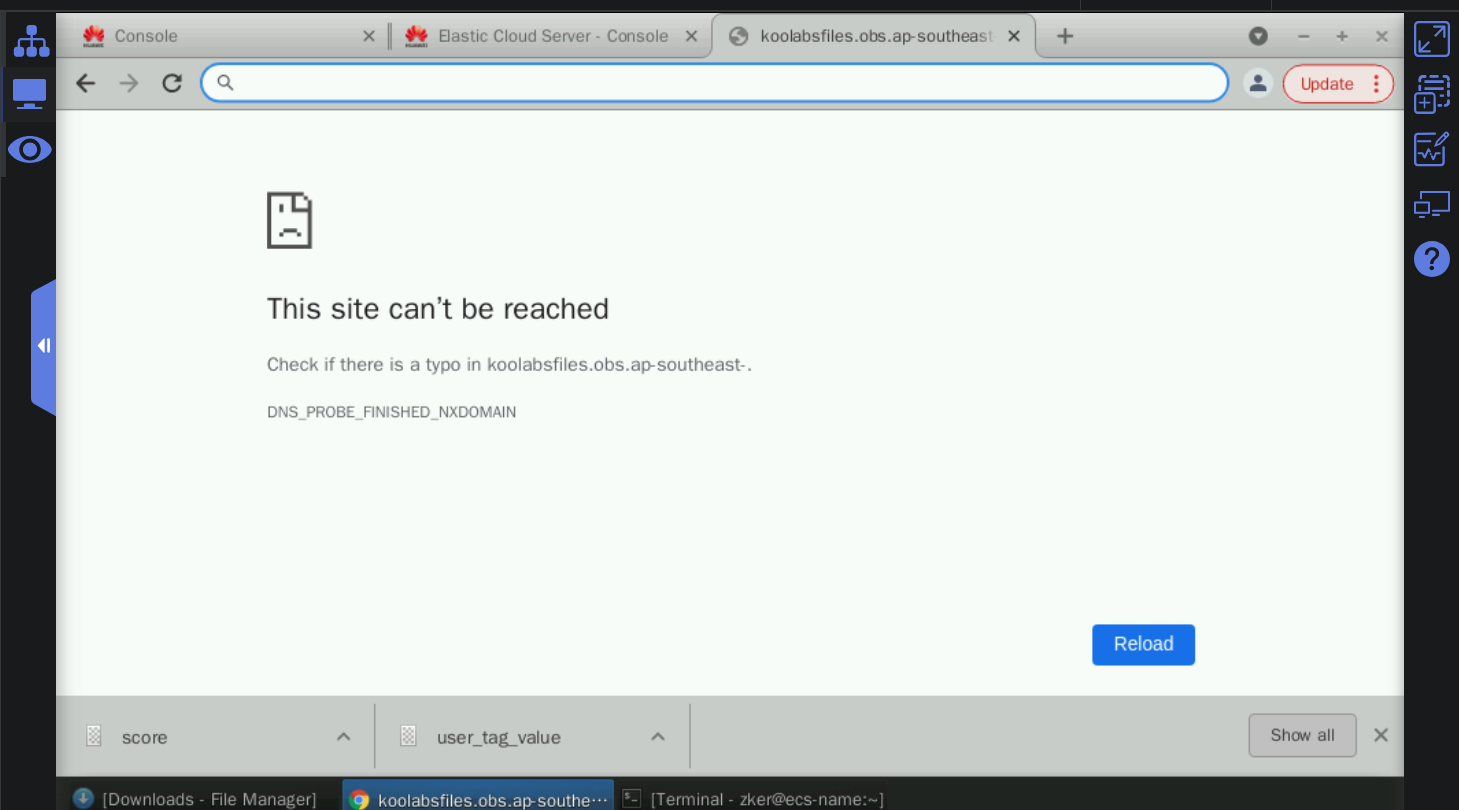 Console
Elastic Cloud Server - Console
koolabsfiles.obs.ap-southeast
Update
This site can't be reached
Check if there is a typo in koolabsfiles.obs.ap-southeast-.
DNS_PROBE_FINISHED_NXDOMAIN
Reload
score
user_tag_value
Show all
[Downloads - File Manager]
koolabsfiles.obs.ap-southe···
[Terminal - zker@ecs-name:~]